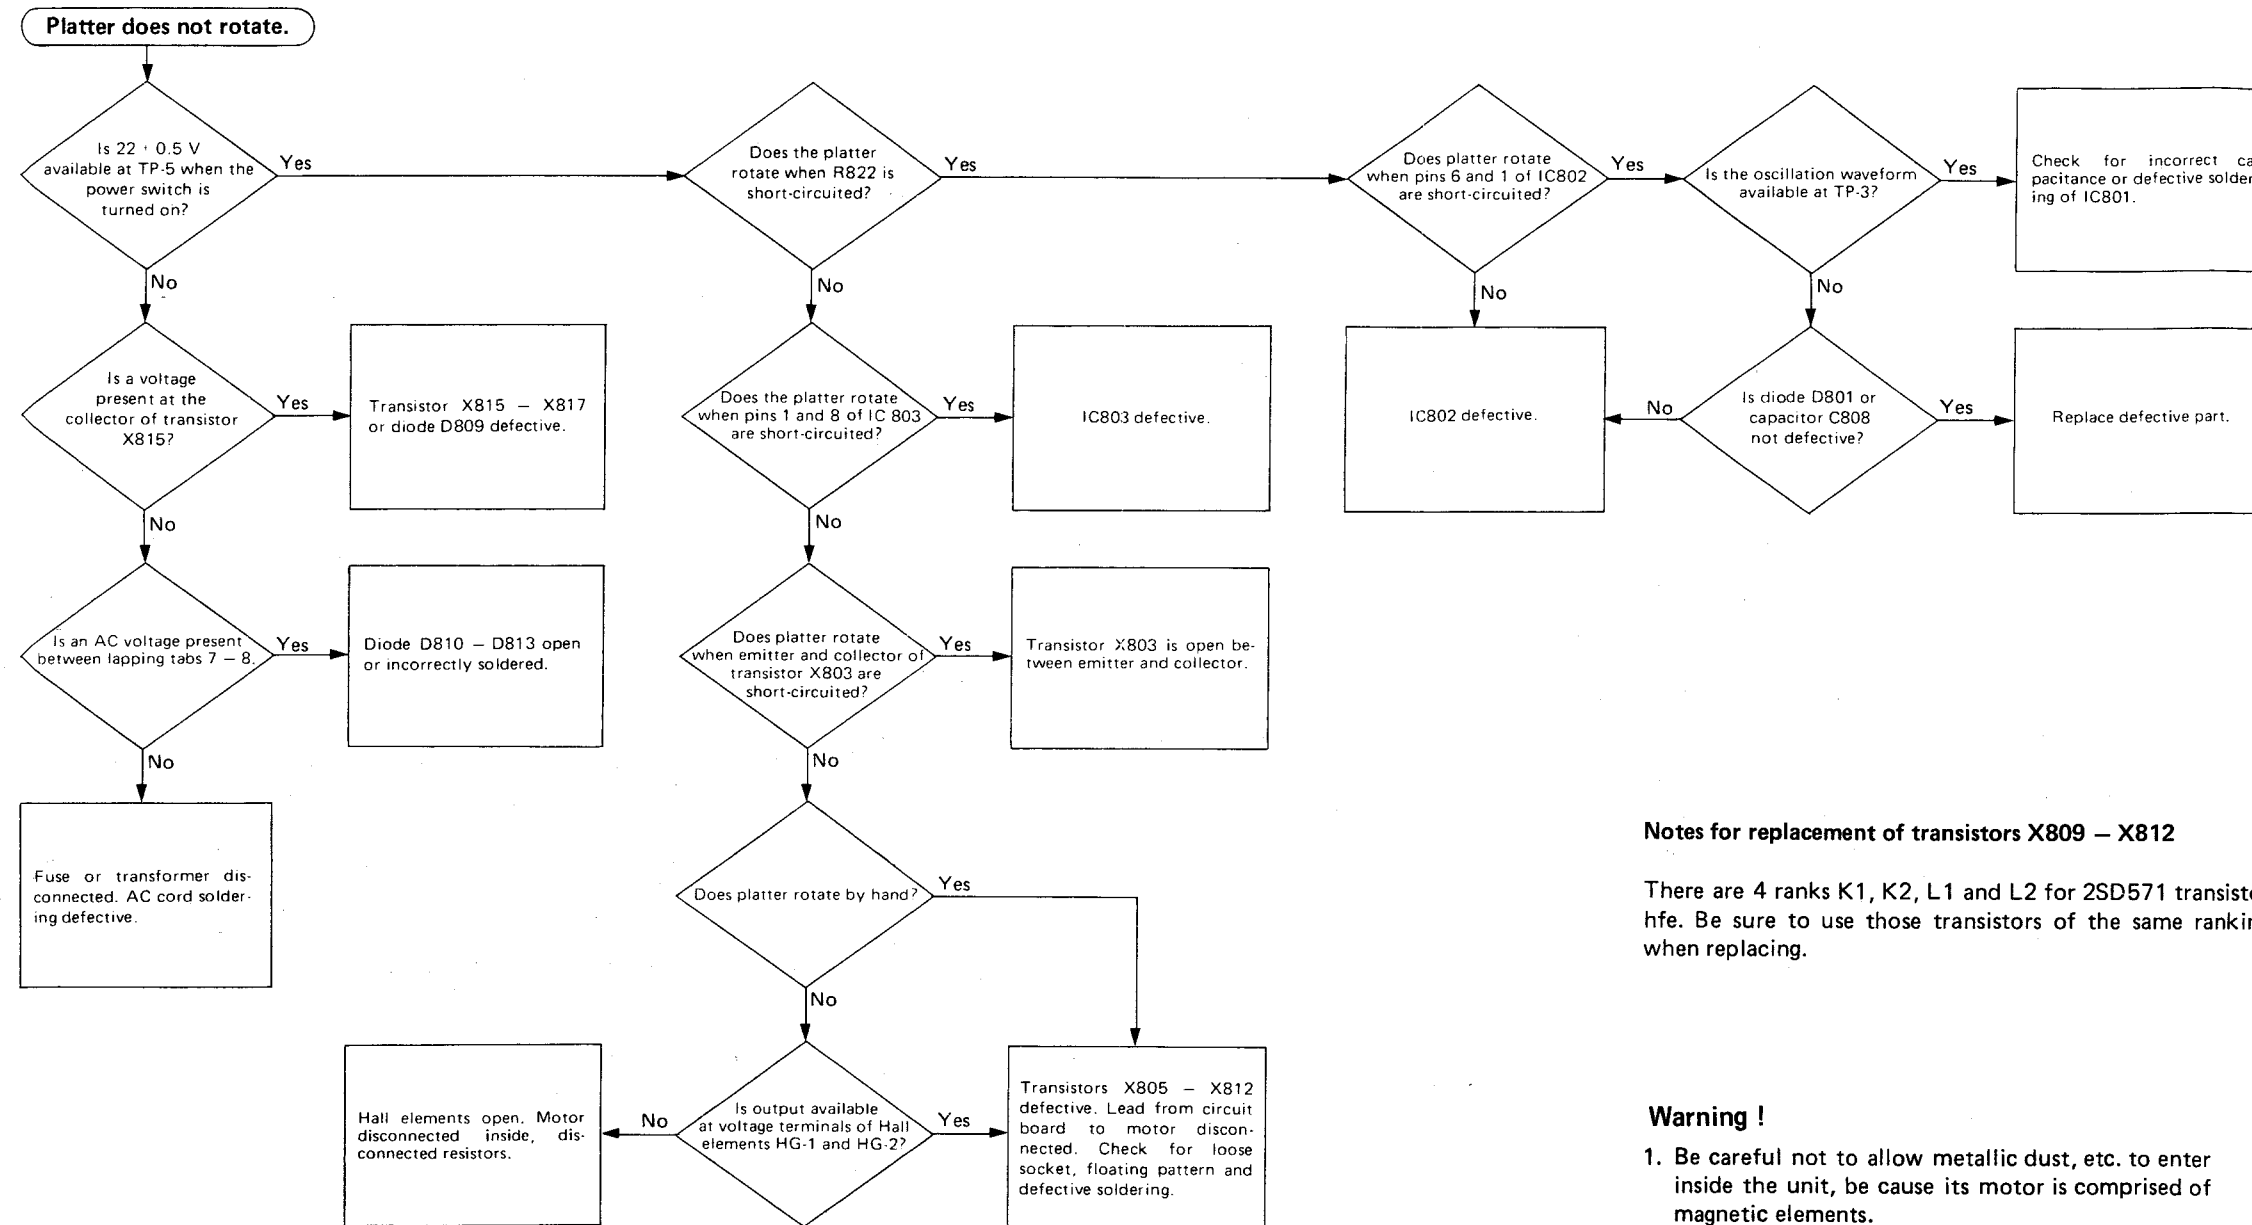 Platter does not rotate.
Is 22 + 0.5 V
available at TP-5 when the
power switch is
turned on?
Yes
No
Does the platter
rotate when R822 is
short-circuited?
Yes
No
Does platter rotate
when pins 6 and 1 of IC802
are short-circuited?
Yes
No
Is the oscillation waveform
available at TP-3?
Yes
No
Check for incorrect ca
pacitance or defective solder
ing of IC801.
Is a voltage
present at the
collector of transistor
X815?
Yes
No
Transistor X815 – X817
or diode D809 defective.
Does the platter rotate
when pins 1 and 8 of IC 803
are short-circuited?
Yes
No
IC803 defective.
IC802 defective.
No
Is diode D801 or
capacitor C808
not defective?
Yes
Replace defective part.
Is an AC voltage present
between lapping tabs 7 – 8.
Yes
No
Diode D810 – D813 open
or incorrectly soldered.
Does platter rotate
when emitter and collector of
transistor X803 are
short-circuited?
Yes
No
Transistor X803 is open be-
tween emitter and collector.
Fuse or transformer dis-
connected. AC cord solder-
ing defective.
Does platter rotate by hand?
Yes
No
Hall elements open. Motor
disconnected inside, dis-
connected resistors.
No
Is output available
at voltage terminals of Hall
elements HG-1 and HG-2?
Yes
Transistors X805 – X812
defective. Lead from circuit
board to motor discon-
nected. Check for loose
socket, floating pattern and
defective soldering.
Notes for replacement of transistors X809 – X812
There are 4 ranks K1, K2, L1 and L2 for 2SD571 transist
hfe. Be sure to use those transistors of the same ranki
when replacing.
Warning !
1. Be careful not to allow metallic dust, etc. to enter
inside the unit, be cause its motor is comprised of
magnetic elements.